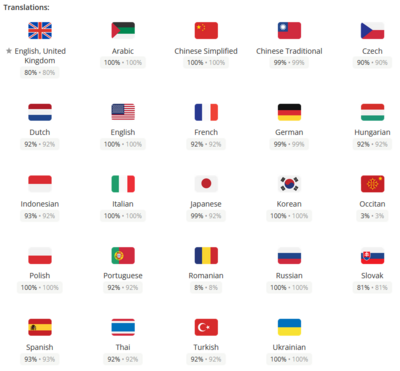 Translations:
★ English, United Kingdom
80% • 80%
Arabic
100% • 100%
Chinese Simplified
100% • 100%
Chinese Traditional
99% • 99%
Czech
90% • 90%
Dutch
92% • 92%
English
100% • 100%
French
92% • 92%
German
99% • 99%
Hungarian
92% • 92%
Indonesian
93% • 92%
Italian
100% • 100%
Japanese
99% • 92%
Korean
100% • 100%
Occitan
3% • 3%
Polish
100% • 100%
Portuguese
92% • 92%
Romanian
8% • 8%
Russian
100% • 100%
Slovak
81% • 81%
Spanish
93% • 93%
Thai
92% • 92%
Turkish
92% • 92%
Ukrainian
100% • 100%